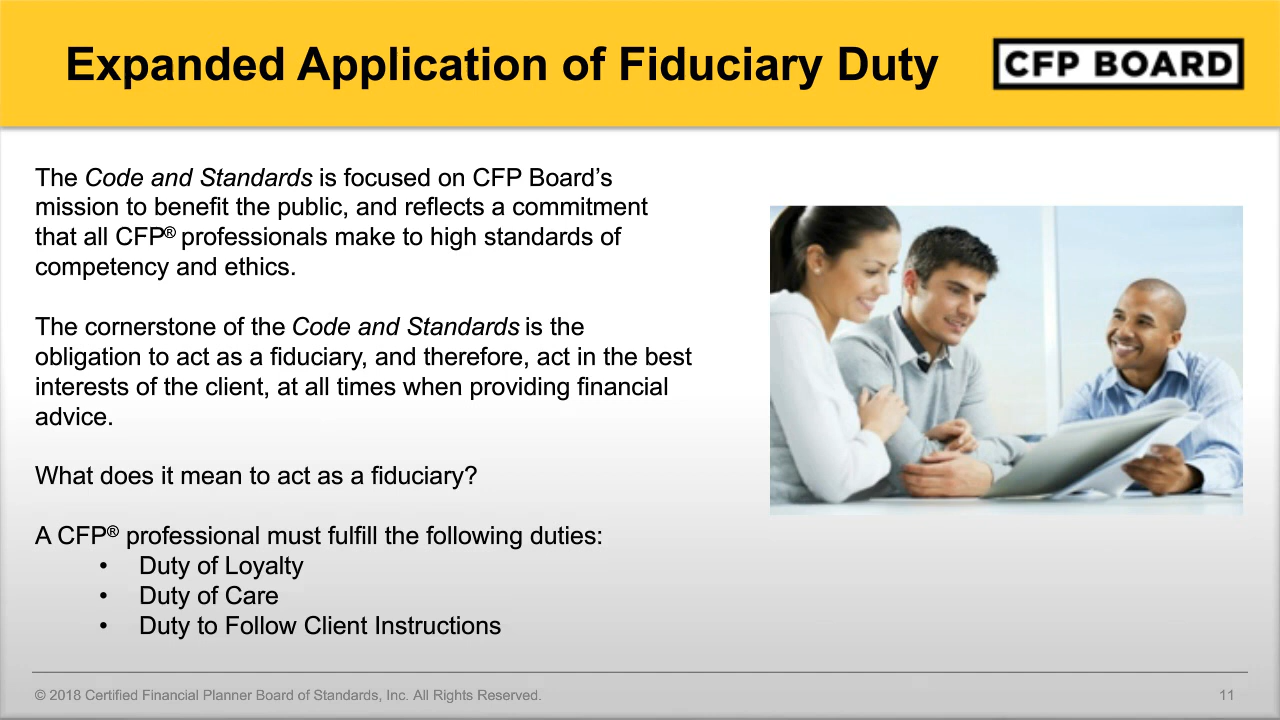 Expanded Application of Fiduciary Duty
CFP BOARD
The Code and Standards is focused on CFP Board’s
mission to benefit the public, and reflects a commitment
that all CFP® professionals make to high standards of
competency and ethics.
The cornerstone of the Code and Standards is the
obligation to act as a fiduciary, and therefore, act in the best
interests of the client, at all times when providing financial
advice.
What does it mean to act as a fiduciary?
A CFP® professional must fulfill the following duties:
• Duty of Loyalty
• Duty of Care
• Duty to Follow Client Instructions
© 2018 Certified Financial Planner Board of Standards, Inc. All Rights Reserved.
11